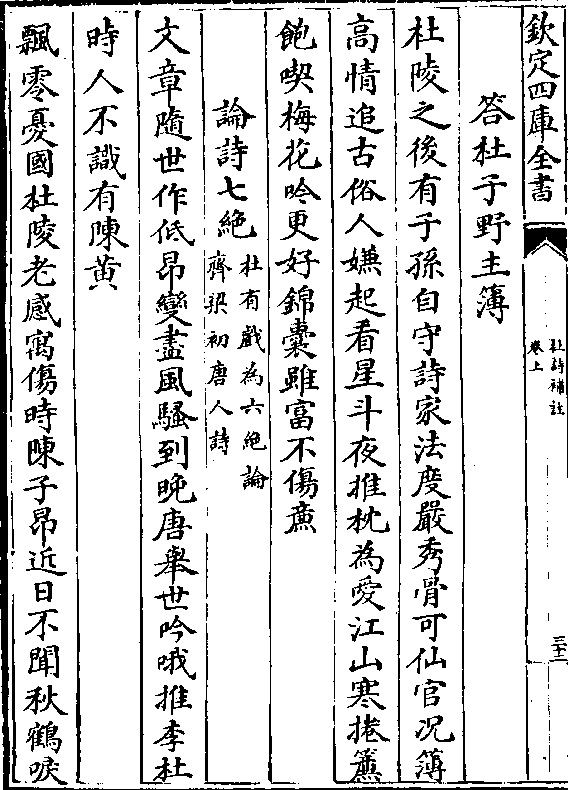 欽定四庫全書
杜詩補註
卷上
三十二
答杜子野主簿
杜陵之後有子孫自守詩家法度嚴秀骨可仙官况簿
高情追古俗人嫌起看星斗夜推枕為愛江山寒捲簾
飽喫梅花吟更好錦囊雖富不傷廉
論詩七絶
杜有戲為六絶論
齊梁初唐人詩
文章隨世作低昂變盡風騷到晚唐舉世吟哦推李杜
時人不識有陳黄
飄零憂國杜陵老感寓傷時陳子昂近日不聞秋鶴唳